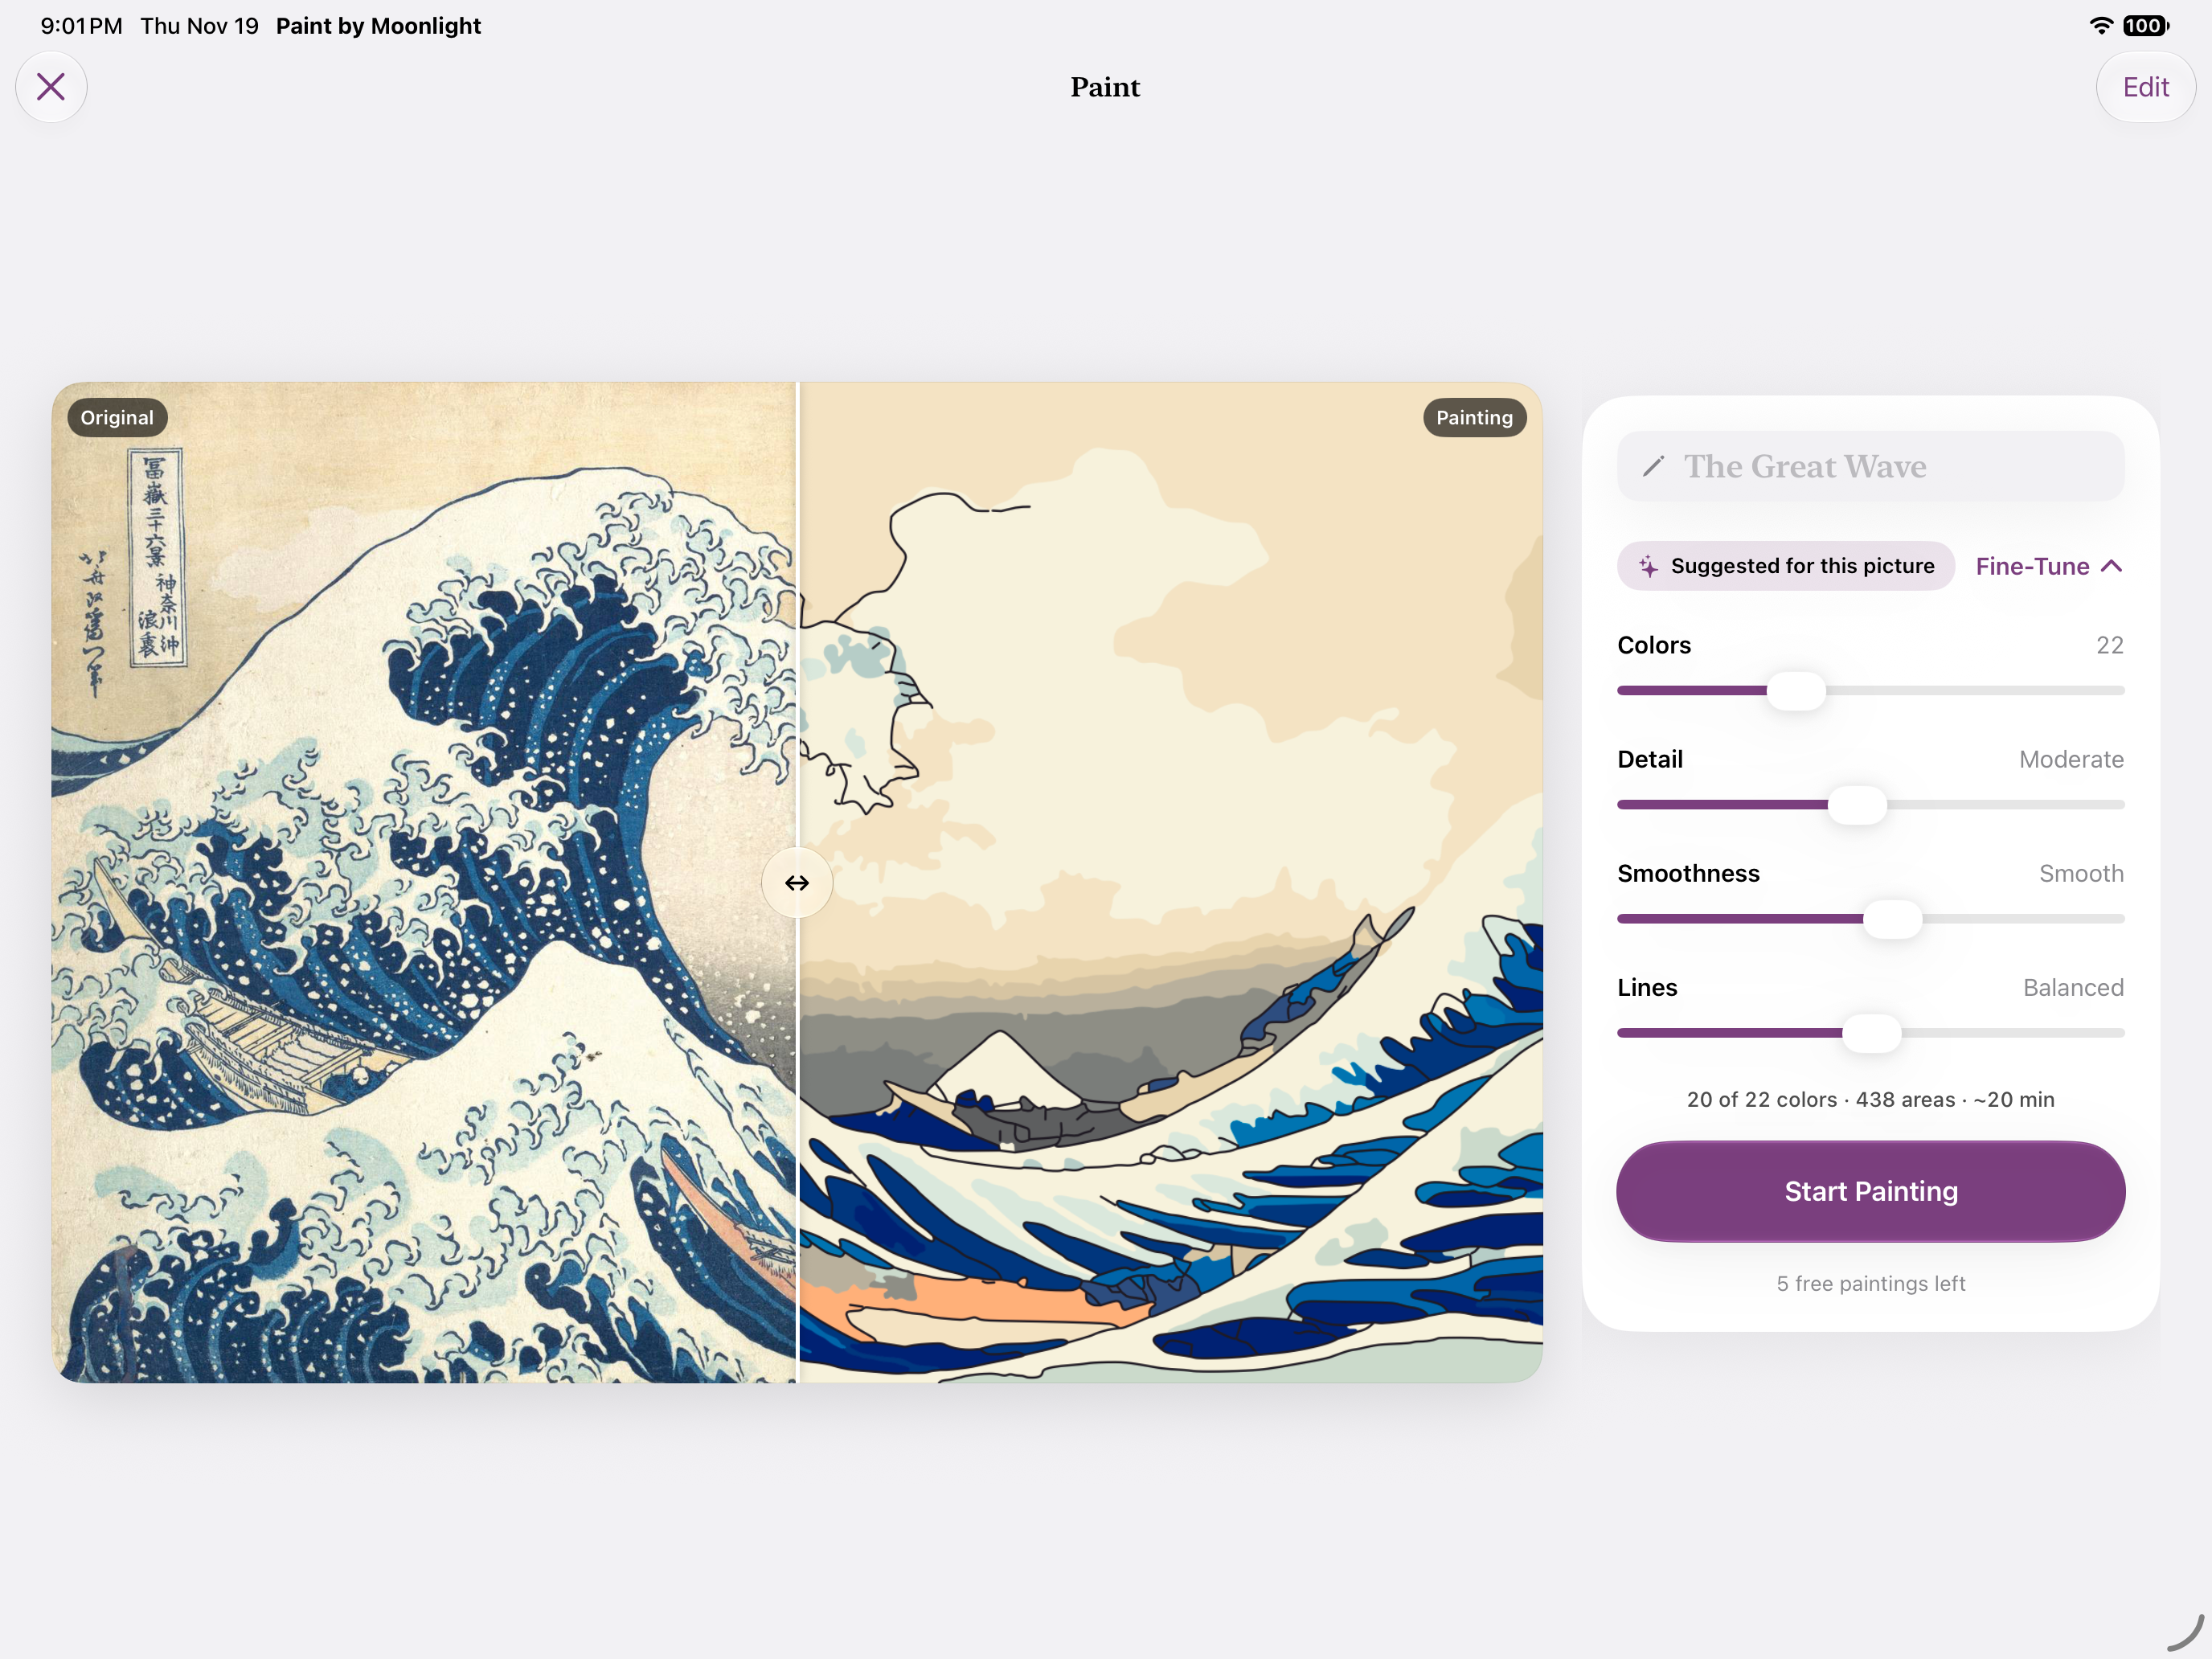 9:01 PM Thu Nov 19 Paint by Moonlight
100
Paint
Edit
Original
Painting
冨嶽三十六景
神奈川沖
浪裏
The Great Wave
Suggested for this picture
Fine-Tune
Colors
22
Detail
Moderate
Smoothness
Smooth
Lines
Balanced
20 of 22 colors · 438 areas · ~20 min
Start Painting
5 free paintings left